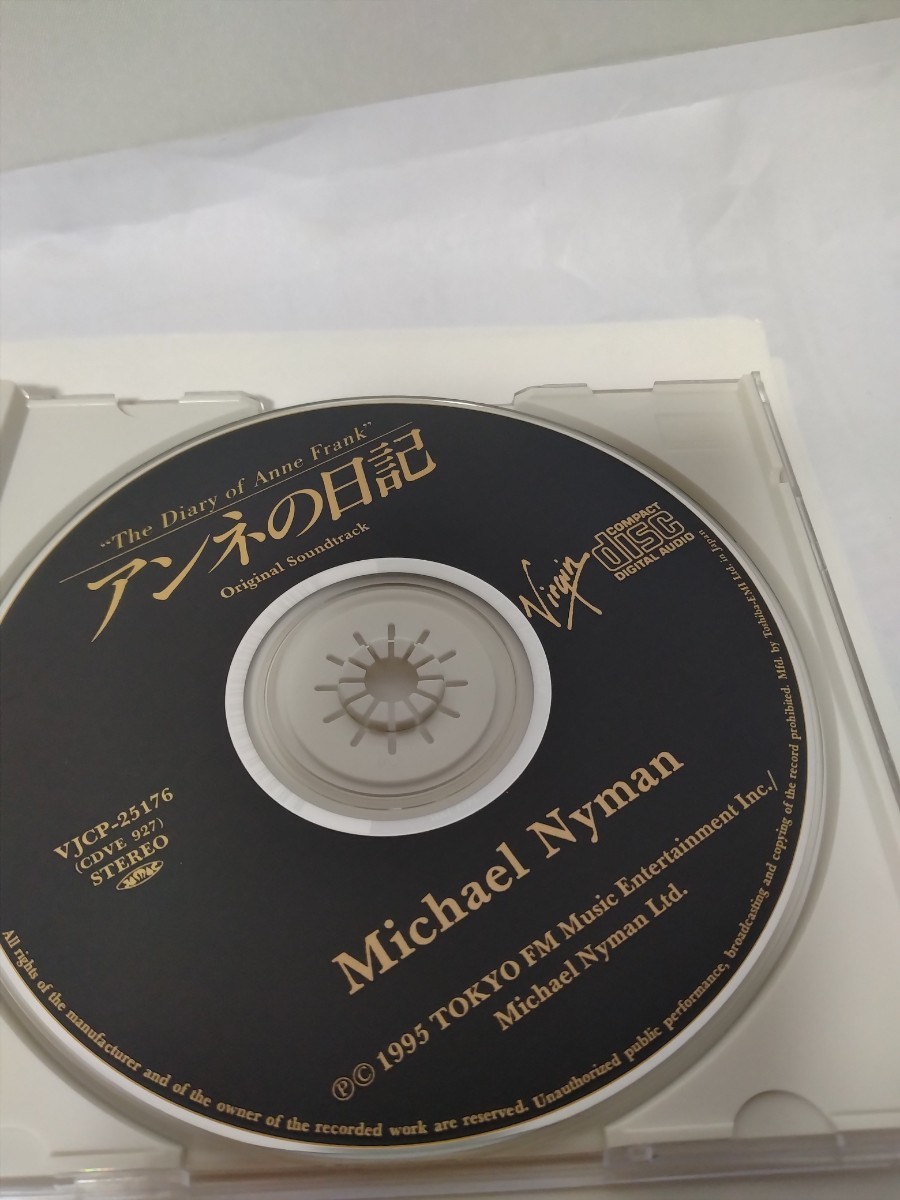 "The Diary of Anne Frank"
アンネの日記
Original Soundtrack
Virgin
COMPACT
disc
DIGITAL AUDIO
VJCP-25176
(CDVE 927)
STEREO
JASRAC
Michael Nyman
℗© 1995 TOKYO FM Music Entertainment Inc./
Michael Nyman Ltd.
All rights of the manufacturer and of the owner of the recorded work are reserved. Unauthorized public performance, broadcasting and copying of the record prohibited. Mfd. by Toshiba-EMI Ltd. in Japan